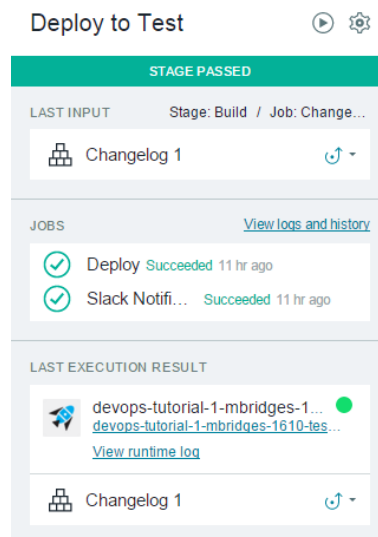 Deploy to Test
STAGE PASSED
LAST INPUT Stage: Build / Job: Change...
Changelog 1
JOBS View logs and history
Deploy Succeeded 11 hr ago
Slack Notifi... Succeeded 11 hr ago
LAST EXECUTION RESULT
devops-tutorial-1-mbridges-1...
devops-tutorial-1-mbridges-1610-tes...
View runtime log
Changelog 1